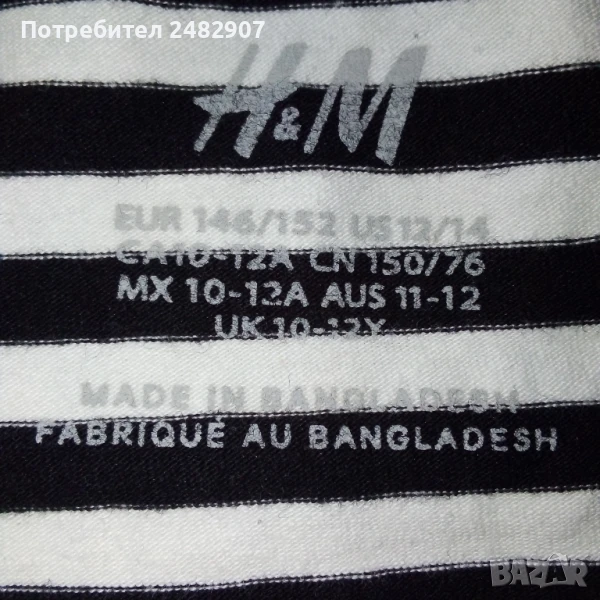 Потребител 2482907
H&M
EUR 146/152 US 12/14
CA 10-12A CN 150/76
MX 10-12A AUS 11-12
UK 10-12Y
MADE IN BANGLADESH
FABRIQUÉ AU BANGLADESH
BAZAR